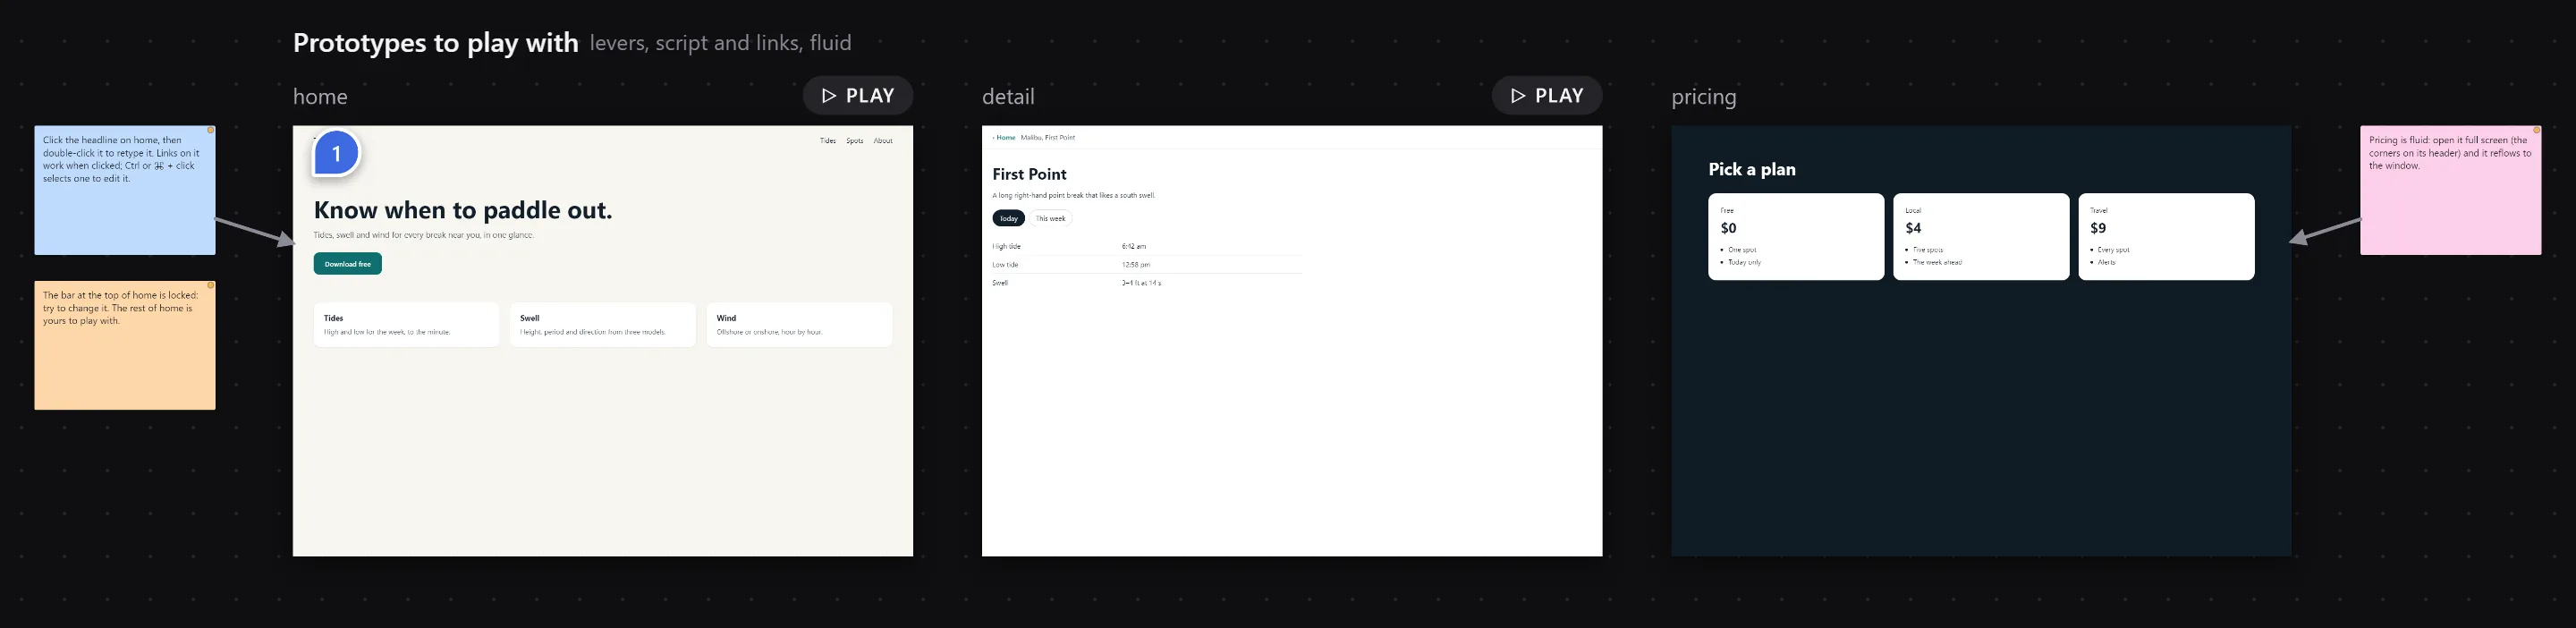 Prototypes to play with levers, script and links, fluid
home
PLAY
detail
PLAY
pricing
Click the headline on home, then
double-click it to retype it. Links on it
work when clicked; Ctrl or ⌘ + click
selects one to edit it.
The bar at the top of home is locked:
try to change it. The rest of home is
yours to play with.
1
Tides Spots About
Know when to paddle out.
Tides, swell and wind for every break near you, in one glance.
Download free
Tides
High and low for the week, to the minute.
Swell
Height, period and direction from three models.
Wind
Offshore or onshore, hour by hour.
‹ Home Malibu, First Point
First Point
A long right-hand point break that likes a south swell.
Today This week
High tide 6:42 am
Low tide 12:58 pm
Swell 3–4 ft at 14 s
Pick a plan
Free
$0
• One spot
• Today only
Local
$4
• Five spots
• The week ahead
Travel
$9
• Every spot
• Alerts
Pricing is fluid: open it full screen (the
corners on its header) and it reflows to
the window.